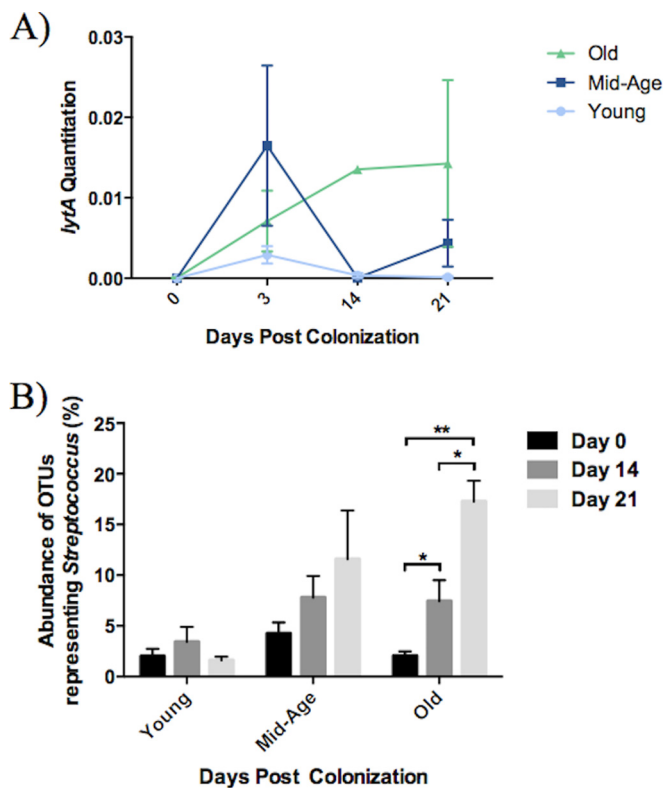 A)
0.03
0.02
0.01
0.00
lytA Quantitation
0
3
14
21
Days Post Colonization
Old
Mid-Age
Young
B)
25
20
15
10
5
0
Abundance of OTUs
representing Streptococcus (%)
**
*
*
Young
Mid-Age
Old
Days Post Colonization
Day 0
Day 14
Day 21